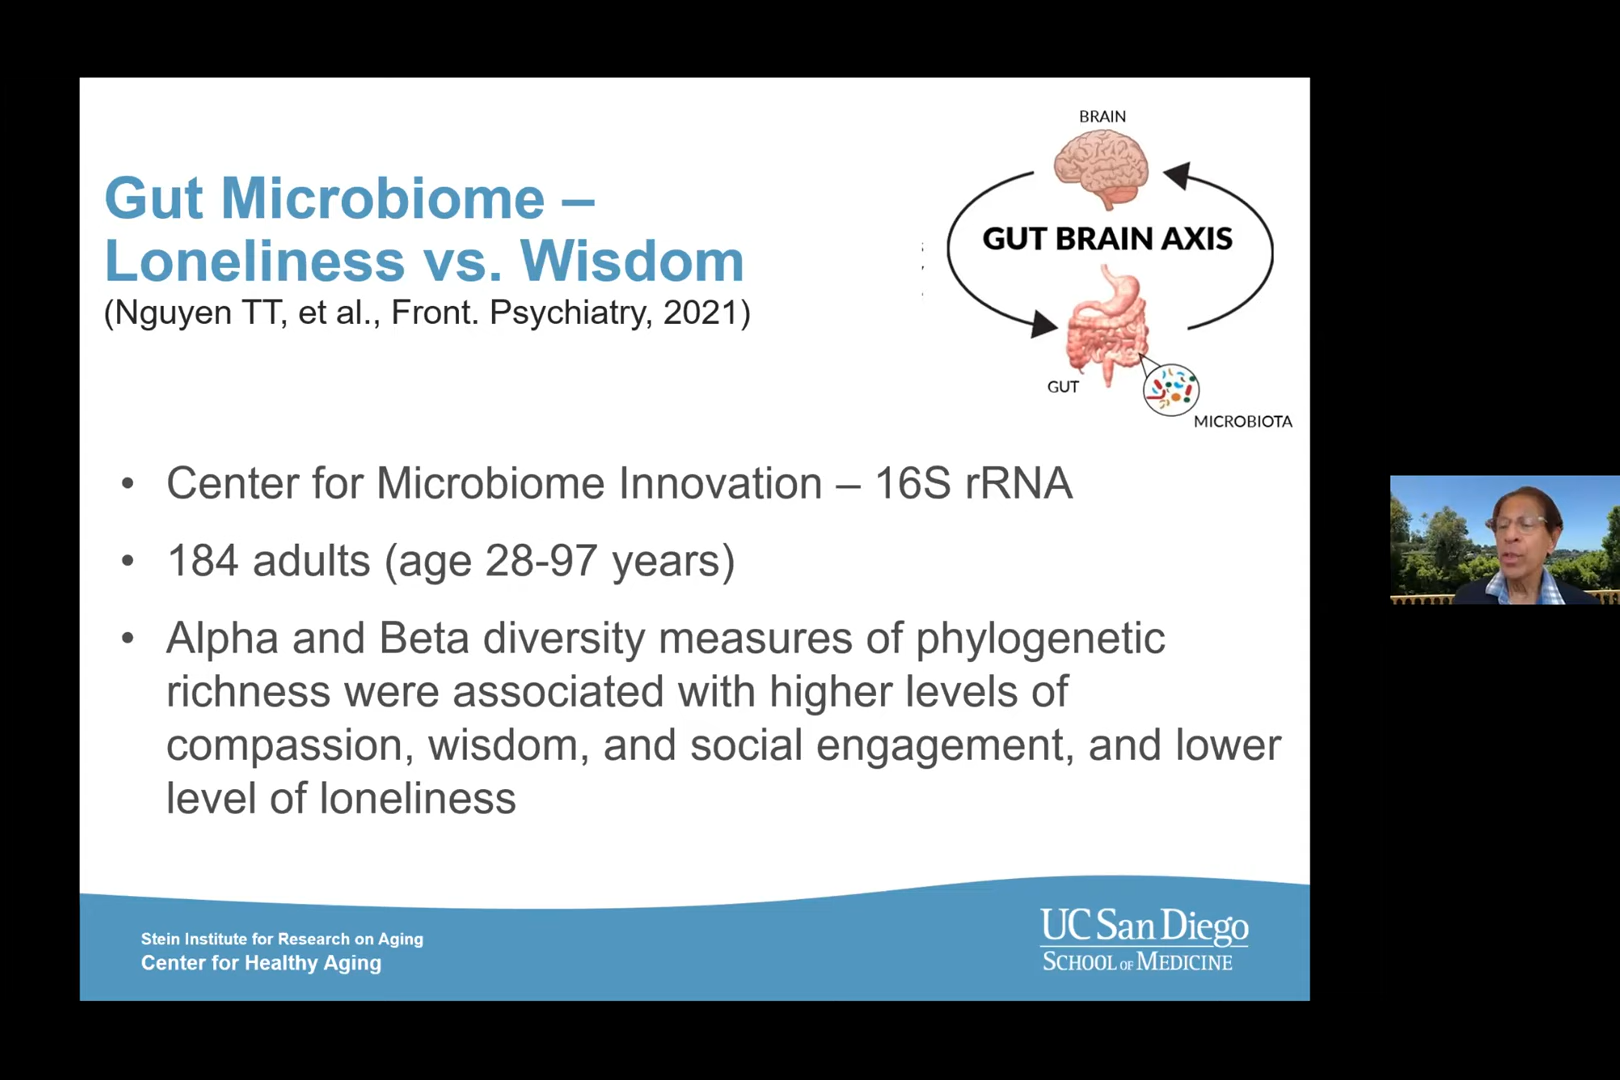 Gut Microbiome –
Loneliness vs. Wisdom
(Nguyen TT, et al., Front. Psychiatry, 2021)
BRAIN
GUT BRAIN AXIS
GUT
MICROBIOTA
• Center for Microbiome Innovation – 16S rRNA
• 184 adults (age 28-97 years)
• Alpha and Beta diversity measures of phylogenetic
richness were associated with higher levels of
compassion, wisdom, and social engagement, and lower
level of loneliness
Stein Institute for Research on Aging
Center for Healthy Aging
UC San Diego
SCHOOL OF MEDICINE